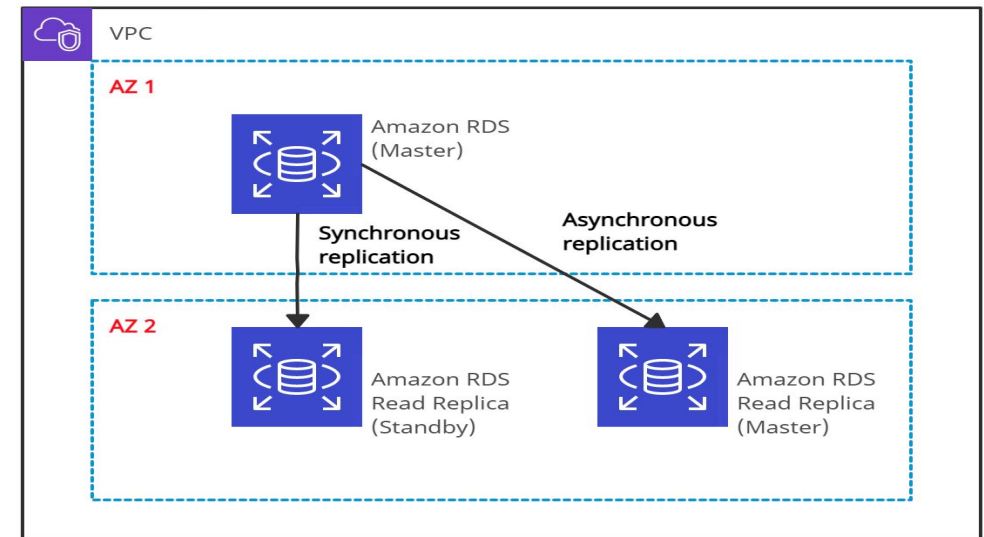 VPC
AZ 1
Amazon RDS
(Master)
Synchronous
replication
Asynchronous
replication
AZ 2
Amazon RDS
Read Replica
(Standby)
Amazon RDS
Read Replica
(Master)